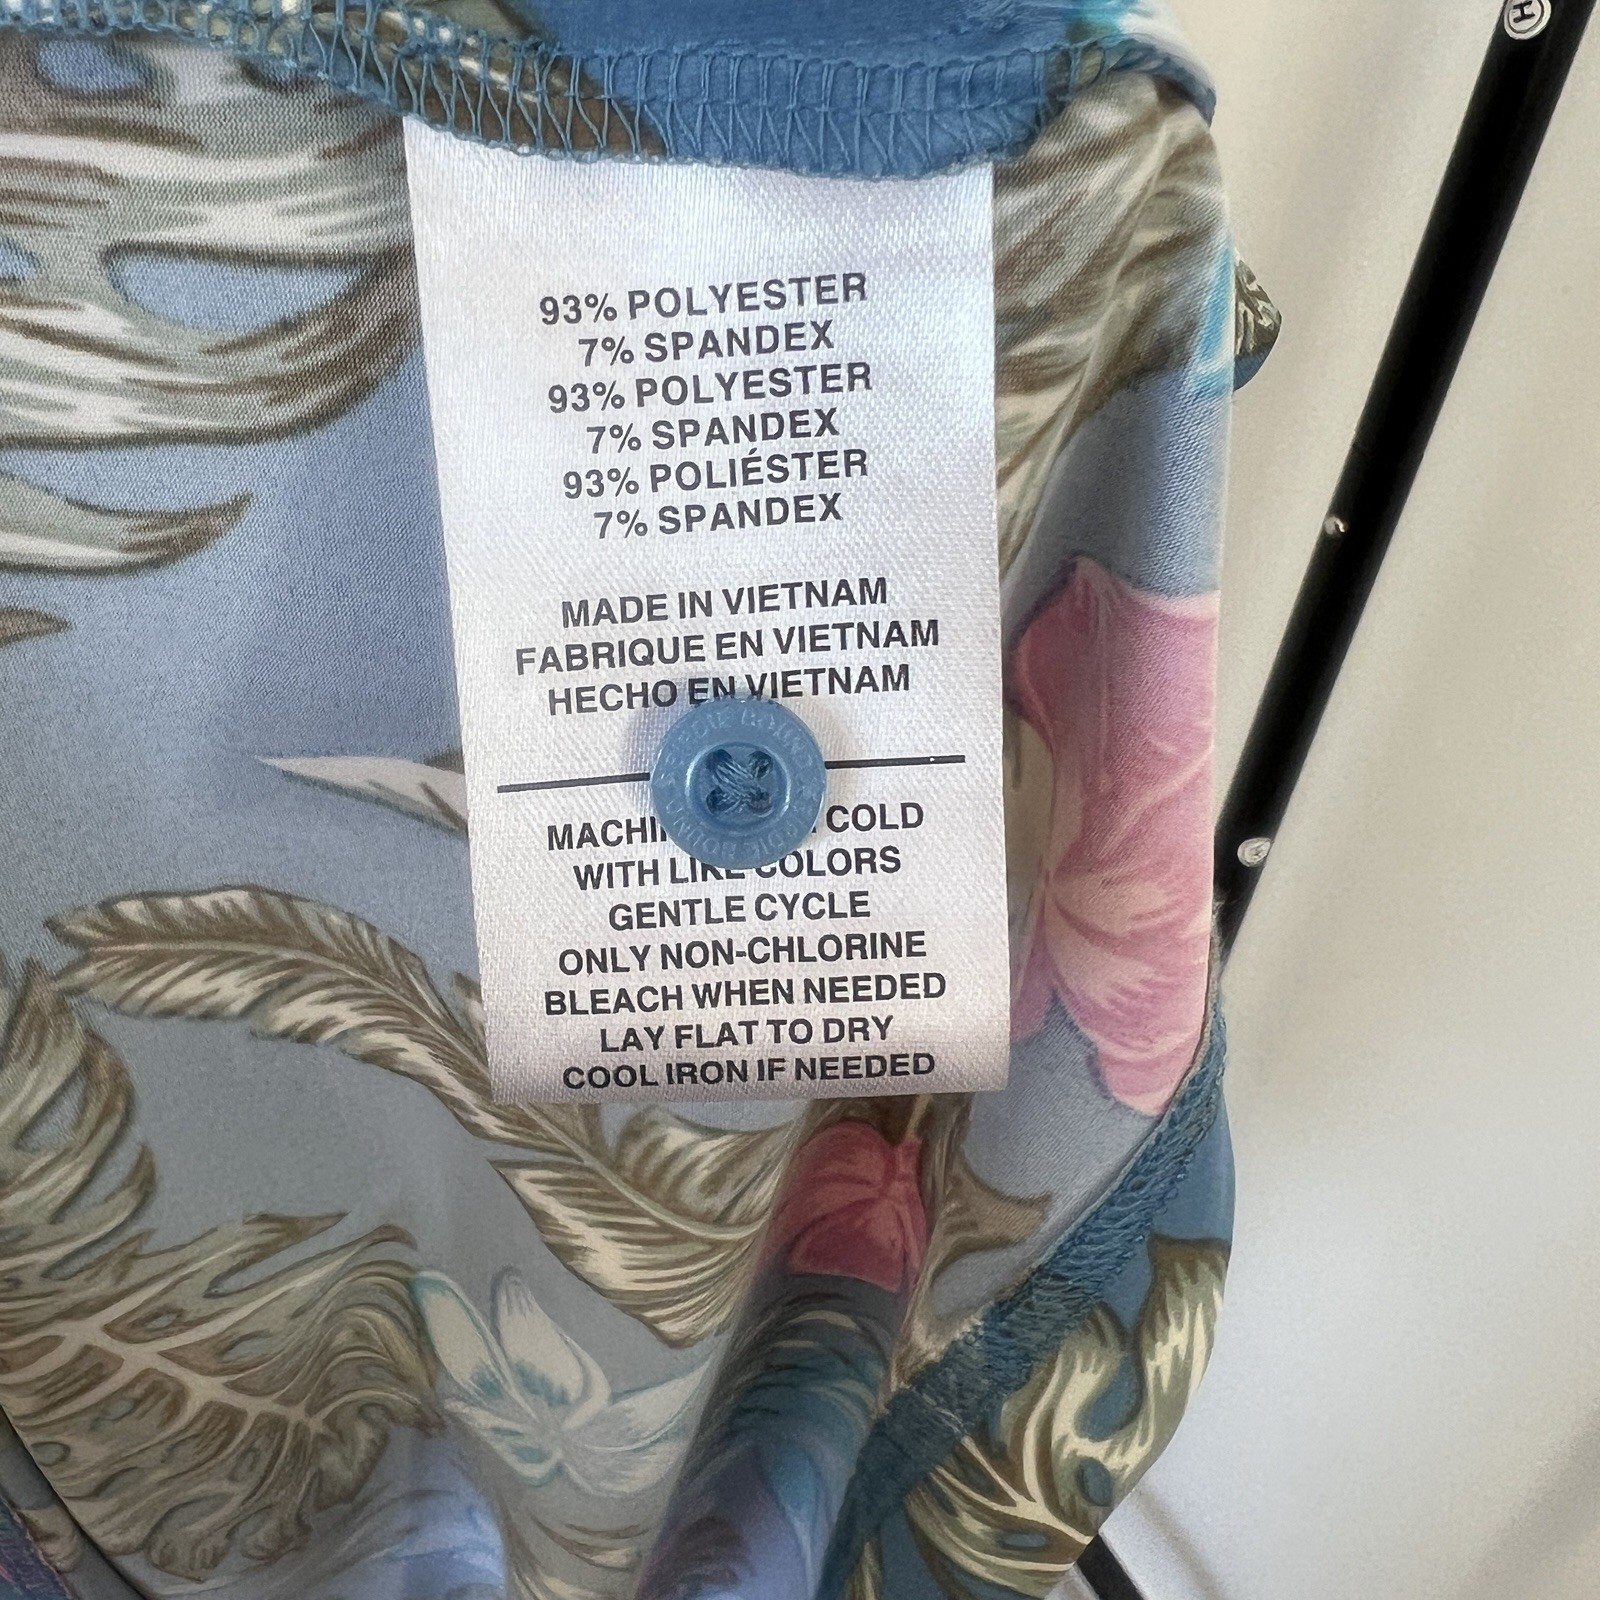 93% POLYESTER
7% SPANDEX
93% POLYESTER
7% SPANDEX
93% POLIÉSTER
7% SPANDEX
MADE IN VIETNAM
FABRIQUE EN VIETNAM
HECHO EN VIETNAM
COLD
WITH LIKE COLORS
GENTLE CYCLE
ONLY NON-CHLORINE
BLEACH WHEN NEEDED
LAY FLAT TO DRY
COOL IRON IF NEEDED
H